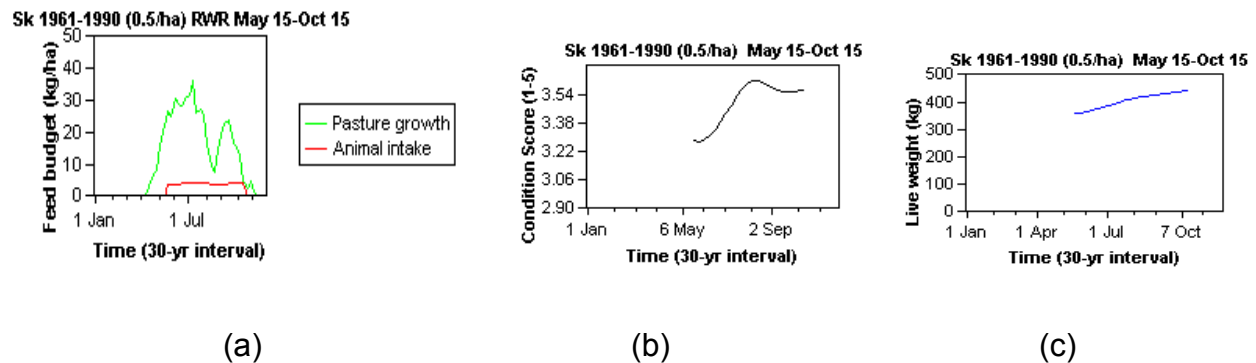 Sk 1961-1990 (0.5/ha) RWR May 15-Oct 15
Feed budget (kg/ha)
50
40
30
20
10
0
1 Jan
1 Jul
Time (30-yr interval)
Pasture growth
Animal intake
(a)
Sk 1961-1990 (0.5/ha) May 15-Oct 15
Condition Score (1-5)
3.54
3.38
3.22
3.06
2.90
1 Jan
6 May
2 Sep
Time (30-yr interval)
(b)
Sk 1961-1990 (0.5/ha) May 15-Oct 15
Live weight (kg)
500
400
300
200
100
0
1 Jan
1 Apr
1 Jul
7 Oct
Time (30-yr interval)
(c)